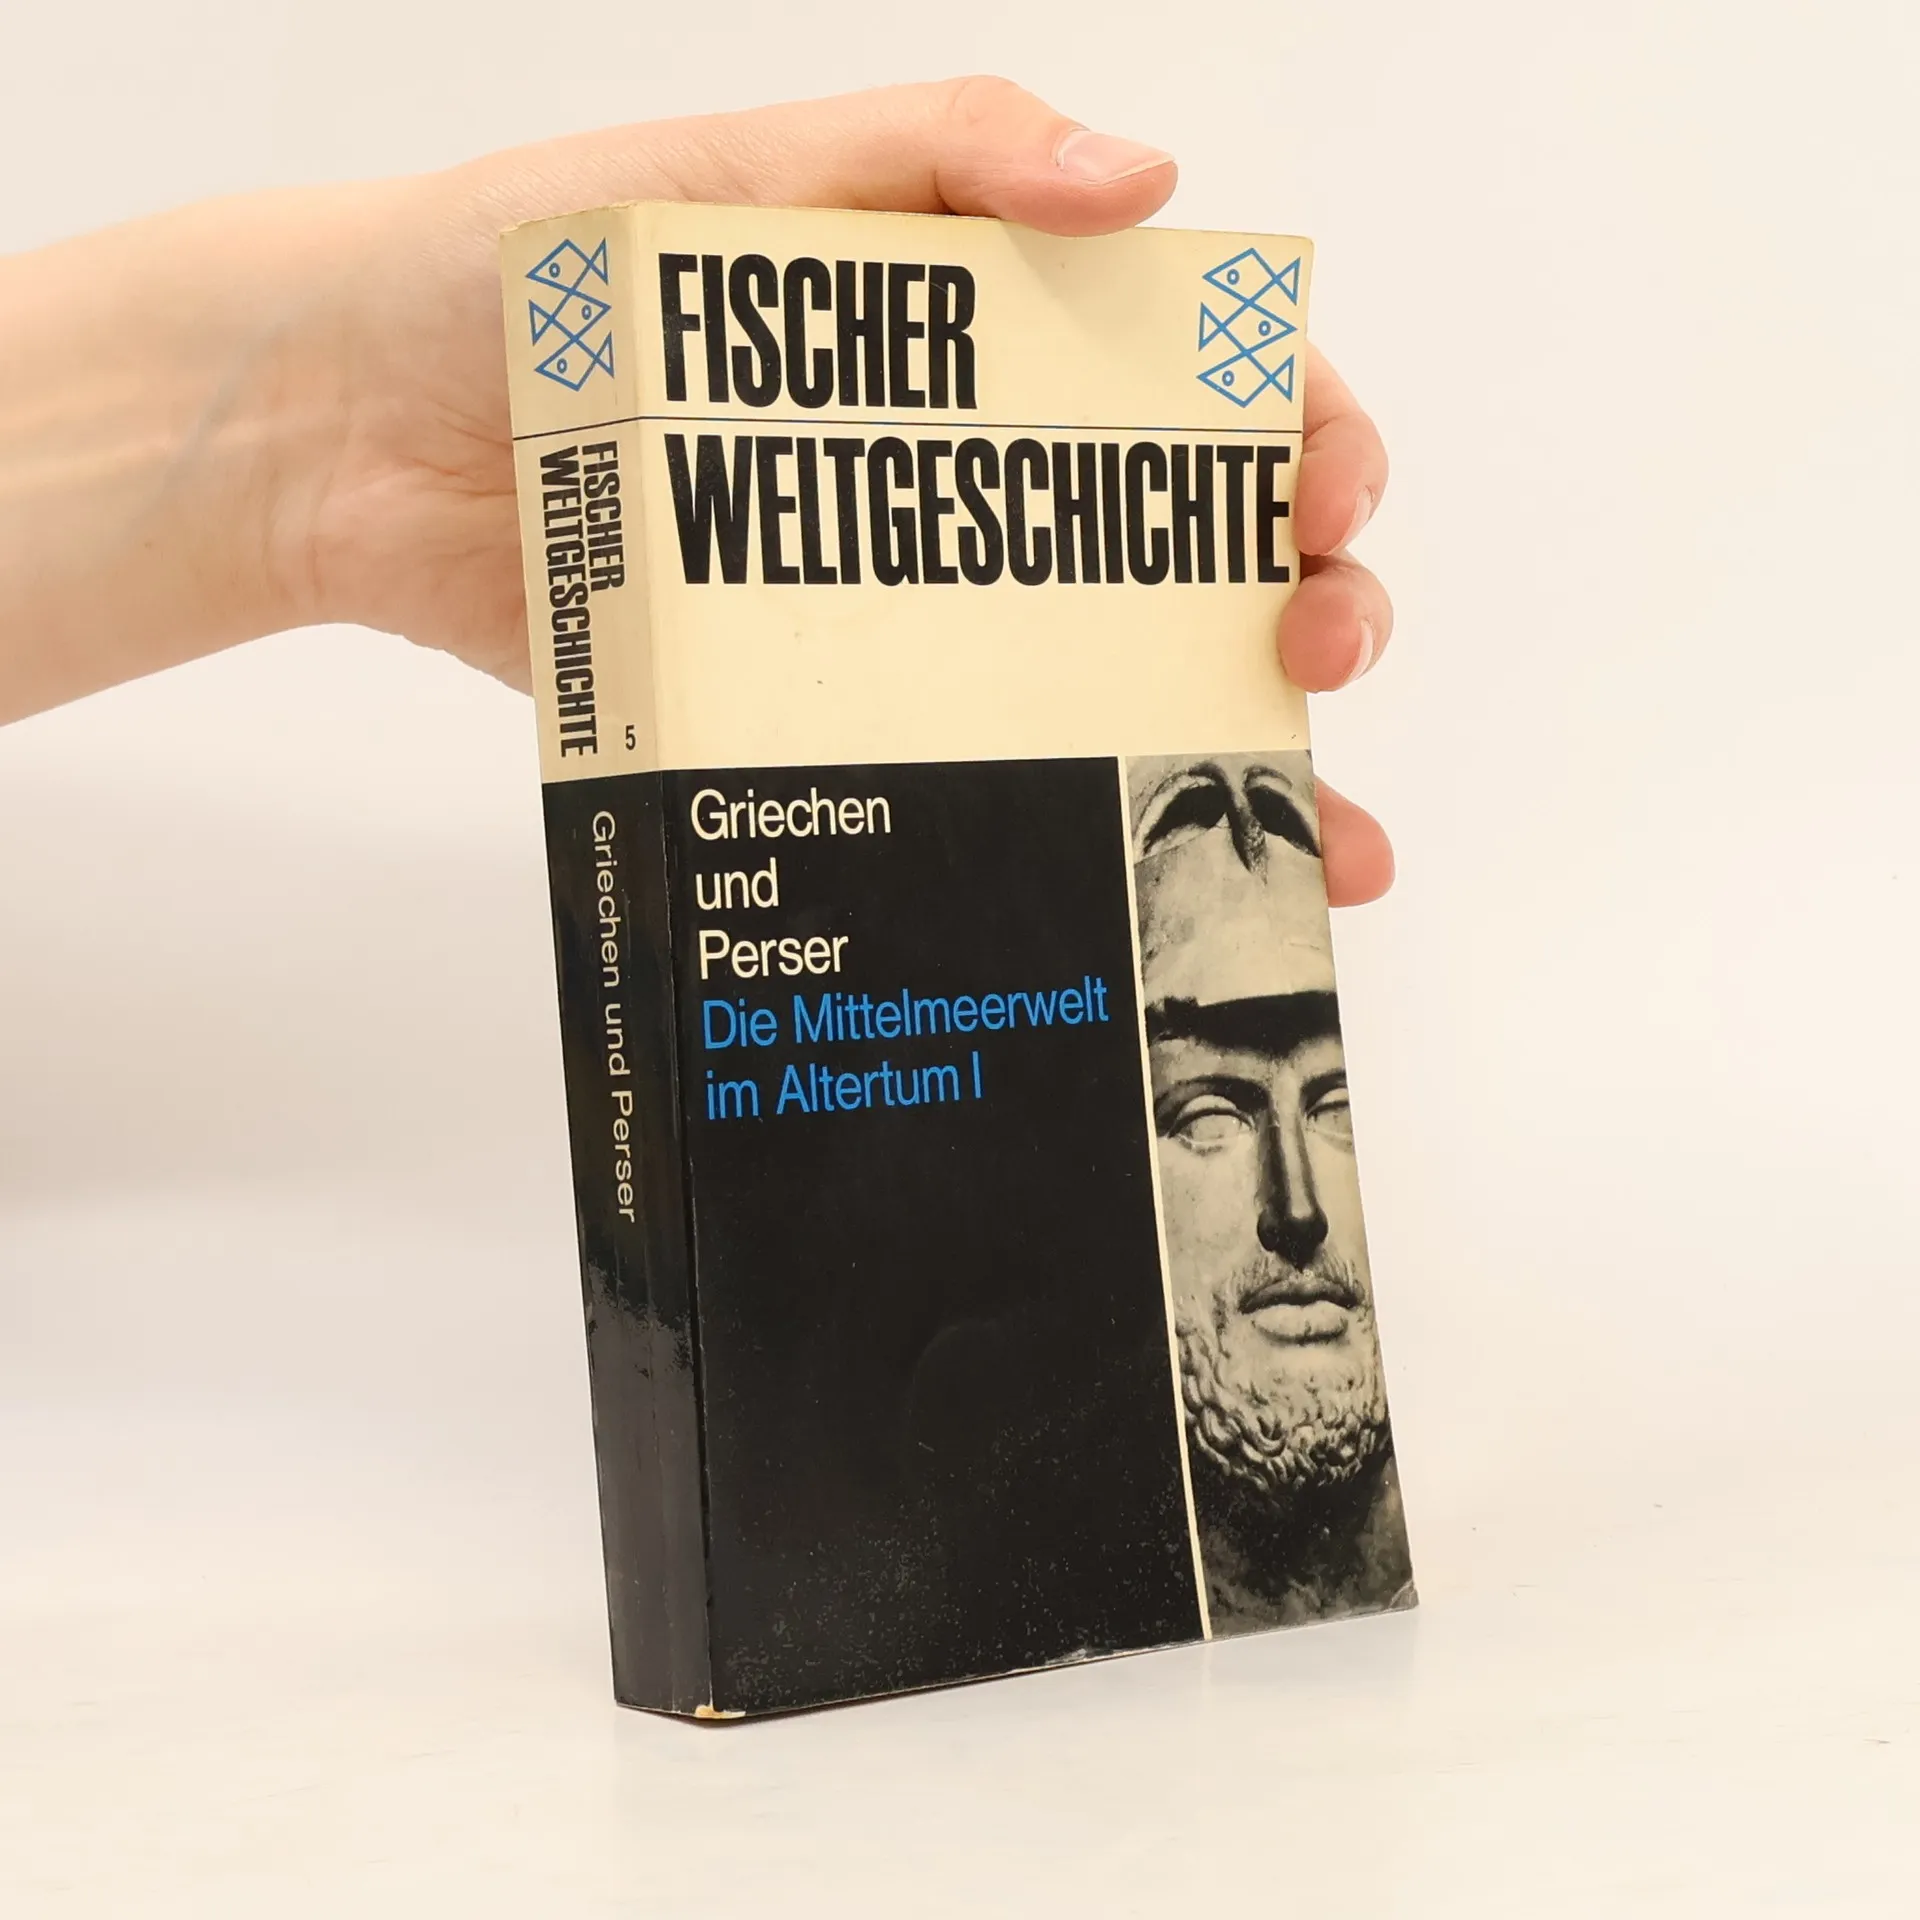 FISCHER
WELTGESCHICHTE
Griechen
und
Perser
Die Mittelmeerwelt
im Altertum I
FISCHER
WELTGESCHICHTE
5
Griechen und Perser